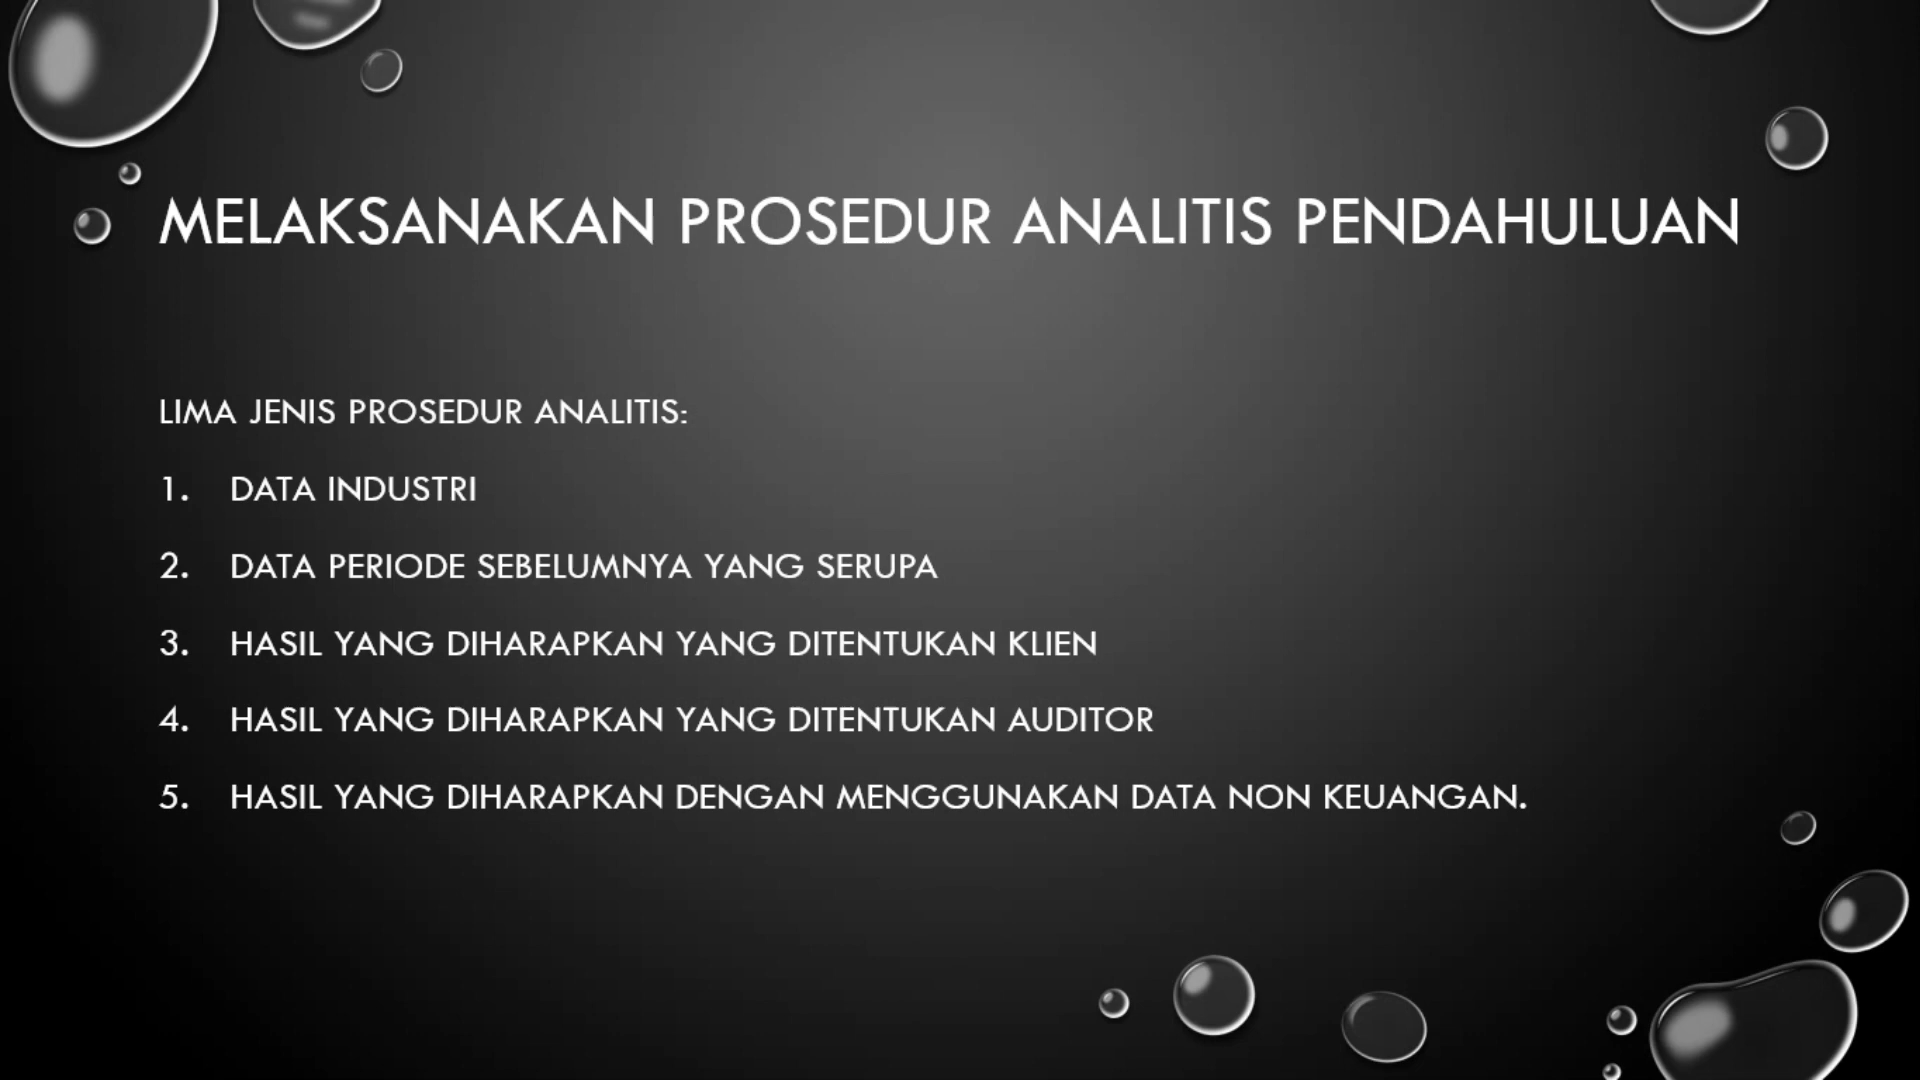 MELAKSANAKAN PROSEDUR ANALITIS PENDAHULUAN
LIMA JENIS PROSEDUR ANALITIS:
1. DATA INDUSTRI
2. DATA PERIODE SEBELUMNYA YANG SERUPA
3. HASIL YANG DIHARAPKAN YANG DITENTUKAN KLIEN
4. HASIL YANG DIHARAPKAN YANG DITENTUKAN AUDITOR
5. HASIL YANG DIHARAPKAN DENGAN MENGGUNAKAN DATA NON KEUANGAN.